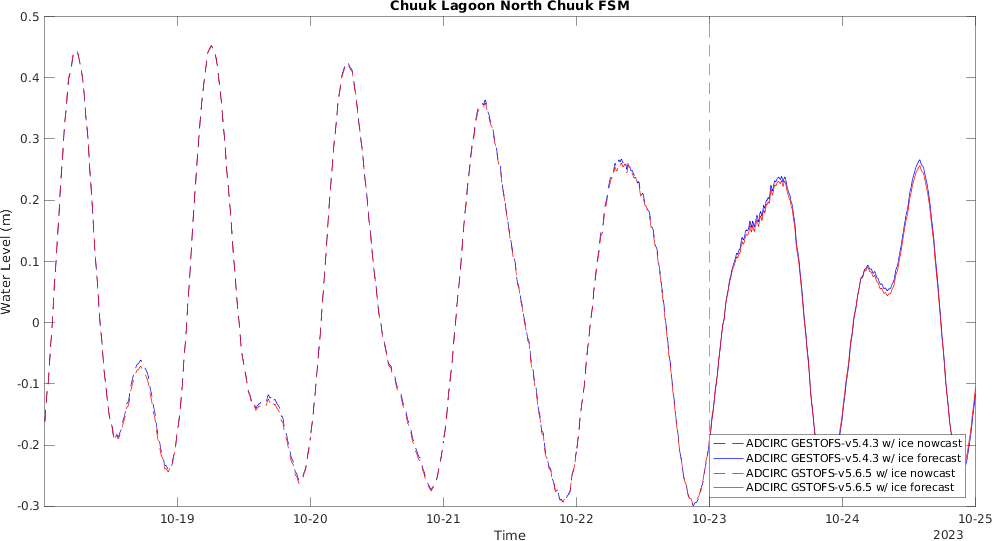 Chuuk Lagoon North Chuuk FSM
0.5
0.4
0.3
0.2
0.1
0
-0.1
-0.2
-0.3
Water Level (m)
ADCIRC GESTOFS-v5.4.3 w/ ice nowcast
ADCIRC GESTOFS-v5.4.3 w/ ice forecast
ADCIRC GSTOFS-v5.6.5 w/ ice nowcast
ADCIRC GSTOFS-v5.6.5 w/ ice forecast
10-19 10-20 10-21 10-22 10-23 10-24 10-25
Time
2023